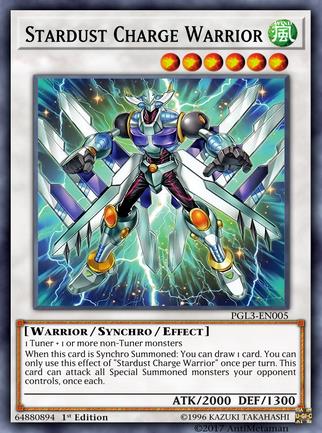 STARDUST CHARGE WARRIOR
WIND
風
PGL3-EN005
[WARRIOR / SYNCHRO / EFFECT]
1 Tuner + 1 or more non-Tuner monsters
When this card is Synchro Summoned: You can draw 1 card. You can
only use this effect of "Stardust Charge Warrior" once per turn. This
card can attack all Special Summoned monsters your opponent
controls, once each.
ATK/2000 DEF/1300
64880894 1st Edition ©1996 KAZUKI TAKAHASHI
©2017 AntiMetaman